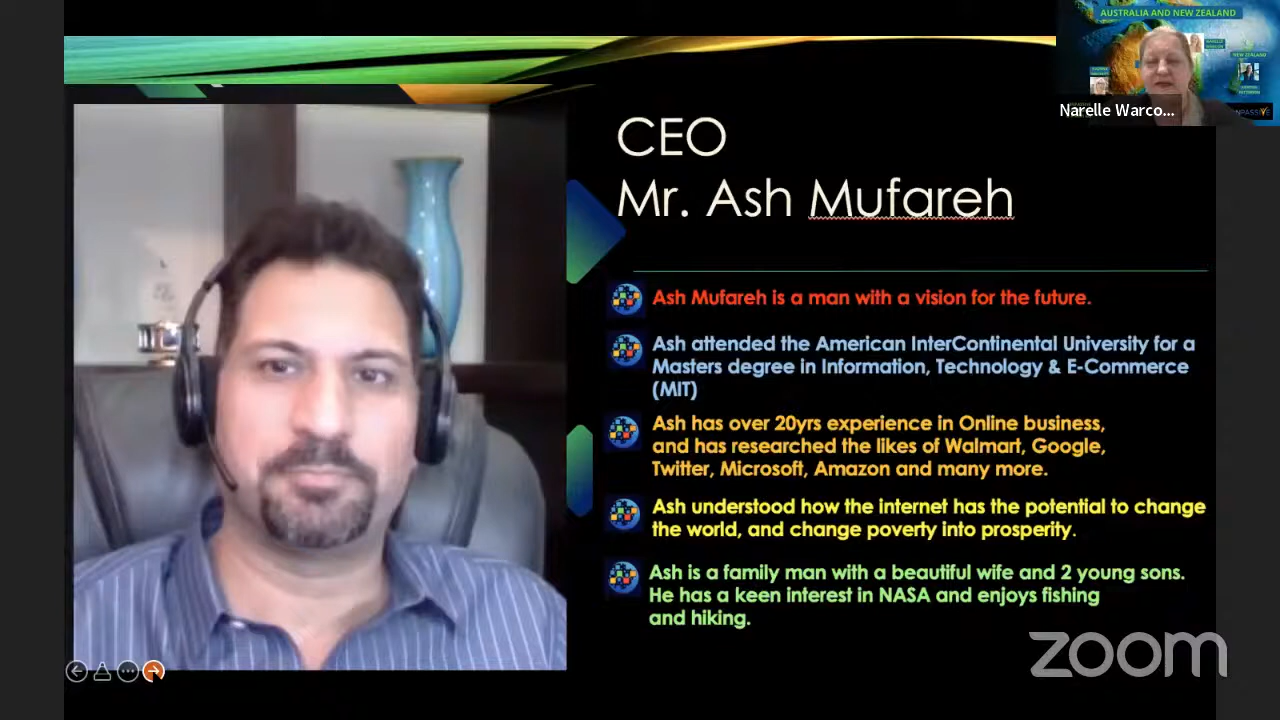 AUSTRALIA AND NEW ZEALAND
NEW ZEALAND
Narelle Warco...
CEO
Mr. Ash Mufareh
Ash Mufareh is a man with a vision for the future.
Ash attended the American InterContinental University for a
Masters degree in Information, Technology & E-Commerce
(MIT)
Ash has over 20yrs experience in Online business,
and has researched the likes of Walmart, Google,
Twitter, Microsoft, Amazon and many more.
Ash understood how the internet has the potential to change
the world, and change poverty into prosperity.
Ash is a family man with a beautiful wife and 2 young sons.
He has a keen interest in NASA and enjoys fishing
and hiking.
zoom